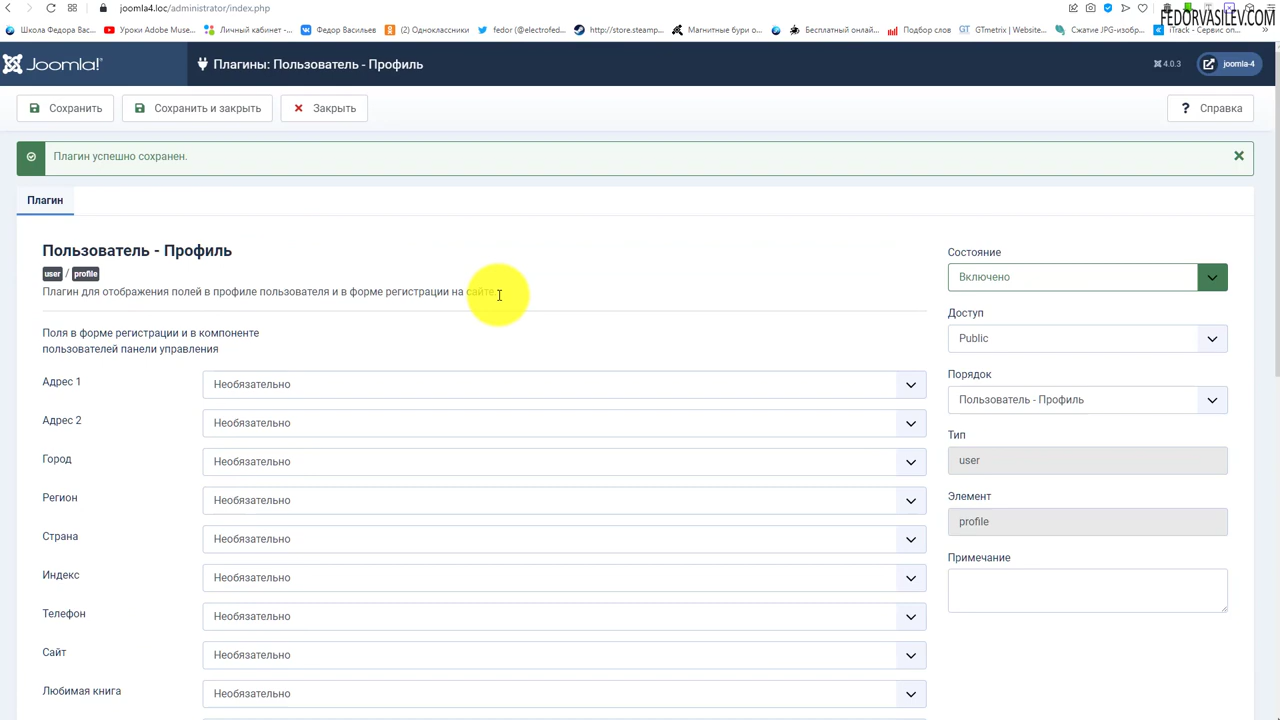 joomla4.loc/administrator/index.php
FEDORVASILEV.COM
Школа Федора Вас...
Уроки Adobe Muse...
Личный кабинет -...
Федор Васильев
(2) Одноклассники
fedor (@electrofed...
http://store.steamp...
Магнитные бури о...
Бесплатный онлай...
Подбор слов
GTmetrix | Website...
Сжатие JPG-изобр...
iTrack - Сервис оп...
Joomla!
Плагины: Пользователь - Профиль
4.0.3
joomla-4
Сохранить
Сохранить и закрыть
Закрыть
? Справка
Плагин успешно сохранен.
Плагин
Пользователь - Профиль
user / profile
Плагин для отображения полей в профиле пользователя и в форме регистрации на сайте.
Поля в форме регистрации и в компоненте
пользователей панели управления
Адрес 1 Необязательно
Адрес 2 Необязательно
Город Необязательно
Регион Необязательно
Страна Необязательно
Индекс Необязательно
Телефон Необязательно
Сайт Необязательно
Любимая книга Необязательно
Состояние
Включено
Доступ
Public
Порядок
Пользователь - Профиль
Тип
user
Элемент
profile
Примечание